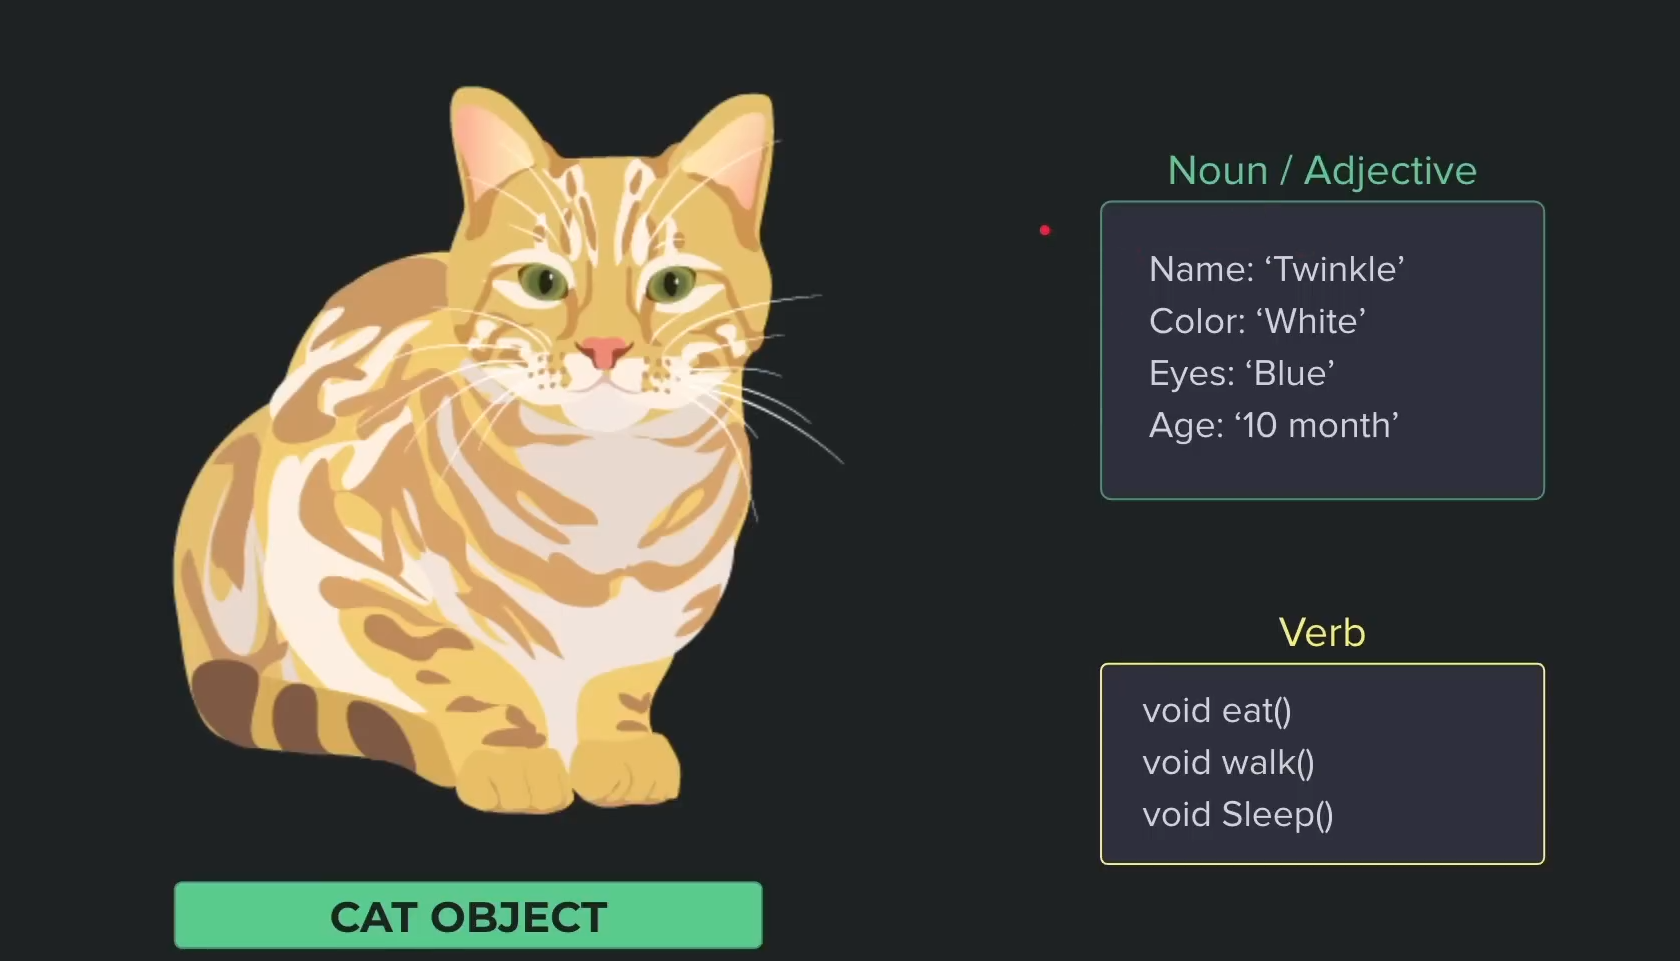 Noun / Adjective
Name: ‘Twinkle’
Color: ‘White’
Eyes: ‘Blue’
Age: ‘10 month’
Verb
void eat()
void walk()
void Sleep()
CAT OBJECT